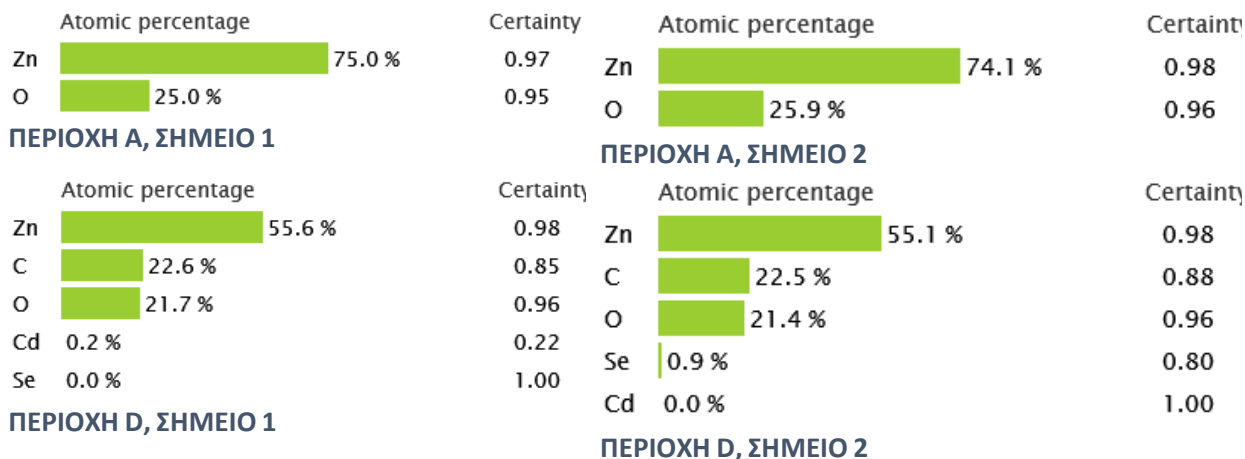 Atomic percentage Certainty
Zn 75.0 % 0.97
O 25.0 % 0.95
ΠΕΡΙΟΧΗ Α, ΣΗΜΕΙΟ 1
Atomic percentage Certainty
Zn 74.1 % 0.98
O 25.9 % 0.96
ΠΕΡΙΟΧΗ Α, ΣΗΜΕΙΟ 2
Atomic percentage Certainty
Zn 55.6 % 0.98
C 22.6 % 0.85
O 21.7 % 0.96
Cd 0.2 % 0.22
Se 0.0 % 1.00
ΠΕΡΙΟΧΗ D, ΣΗΜΕΙΟ 1
Atomic percentage Certainty
Zn 55.1 % 0.98
C 22.5 % 0.88
O 21.4 % 0.96
Se 0.9 % 0.80
Cd 0.0 % 1.00
ΠΕΡΙΟΧΗ D, ΣΗΜΕΙΟ 2